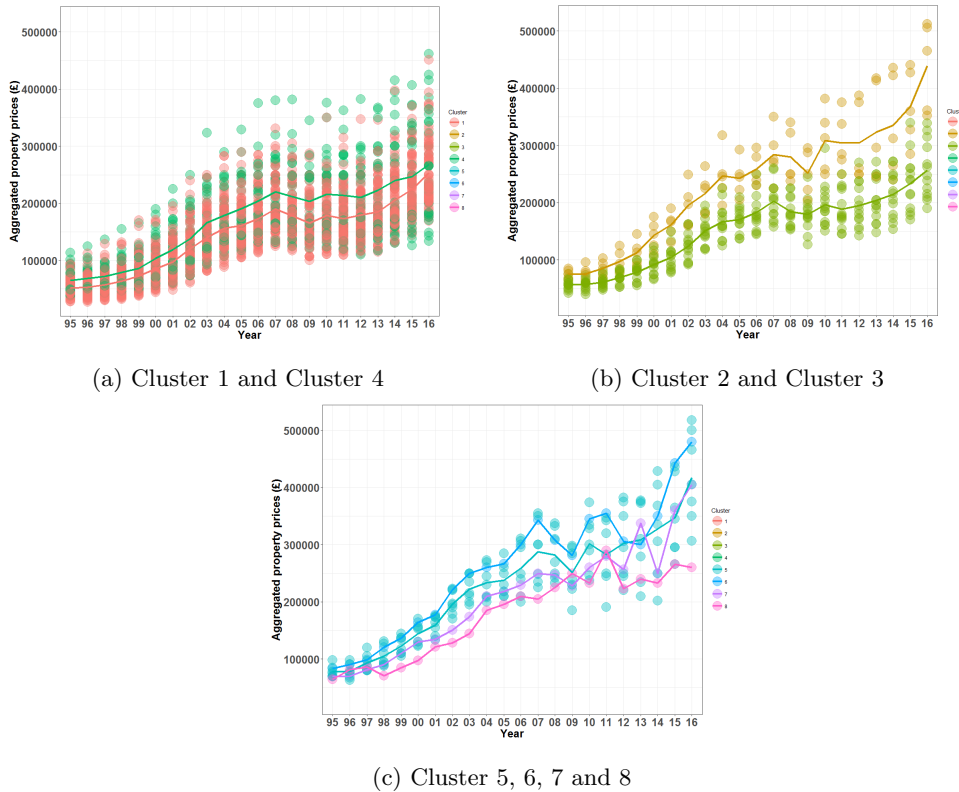 Aggregated property prices (£)
500000
400000
300000
200000
100000
95 96 97 98 99 00 01 02 03 04 05 06 07 08 09 10 11 12 13 14 15 16
Year
Cluster
1
2
3
4
5
6
7
8
(a) Cluster 1 and Cluster 4
Aggregated property prices (£)
500000
400000
300000
200000
100000
95 96 97 98 99 00 01 02 03 04 05 06 07 08 09 10 11 12 13 14 15 16
Year
Clus
(b) Cluster 2 and Cluster 3
Aggregated property prices (£)
500000
400000
300000
200000
100000
95 96 97 98 99 00 01 02 03 04 05 06 07 08 09 10 11 12 13 14 15 16
Year
Cluster
1
2
3
4
5
6
7
8
(c) Cluster 5, 6, 7 and 8